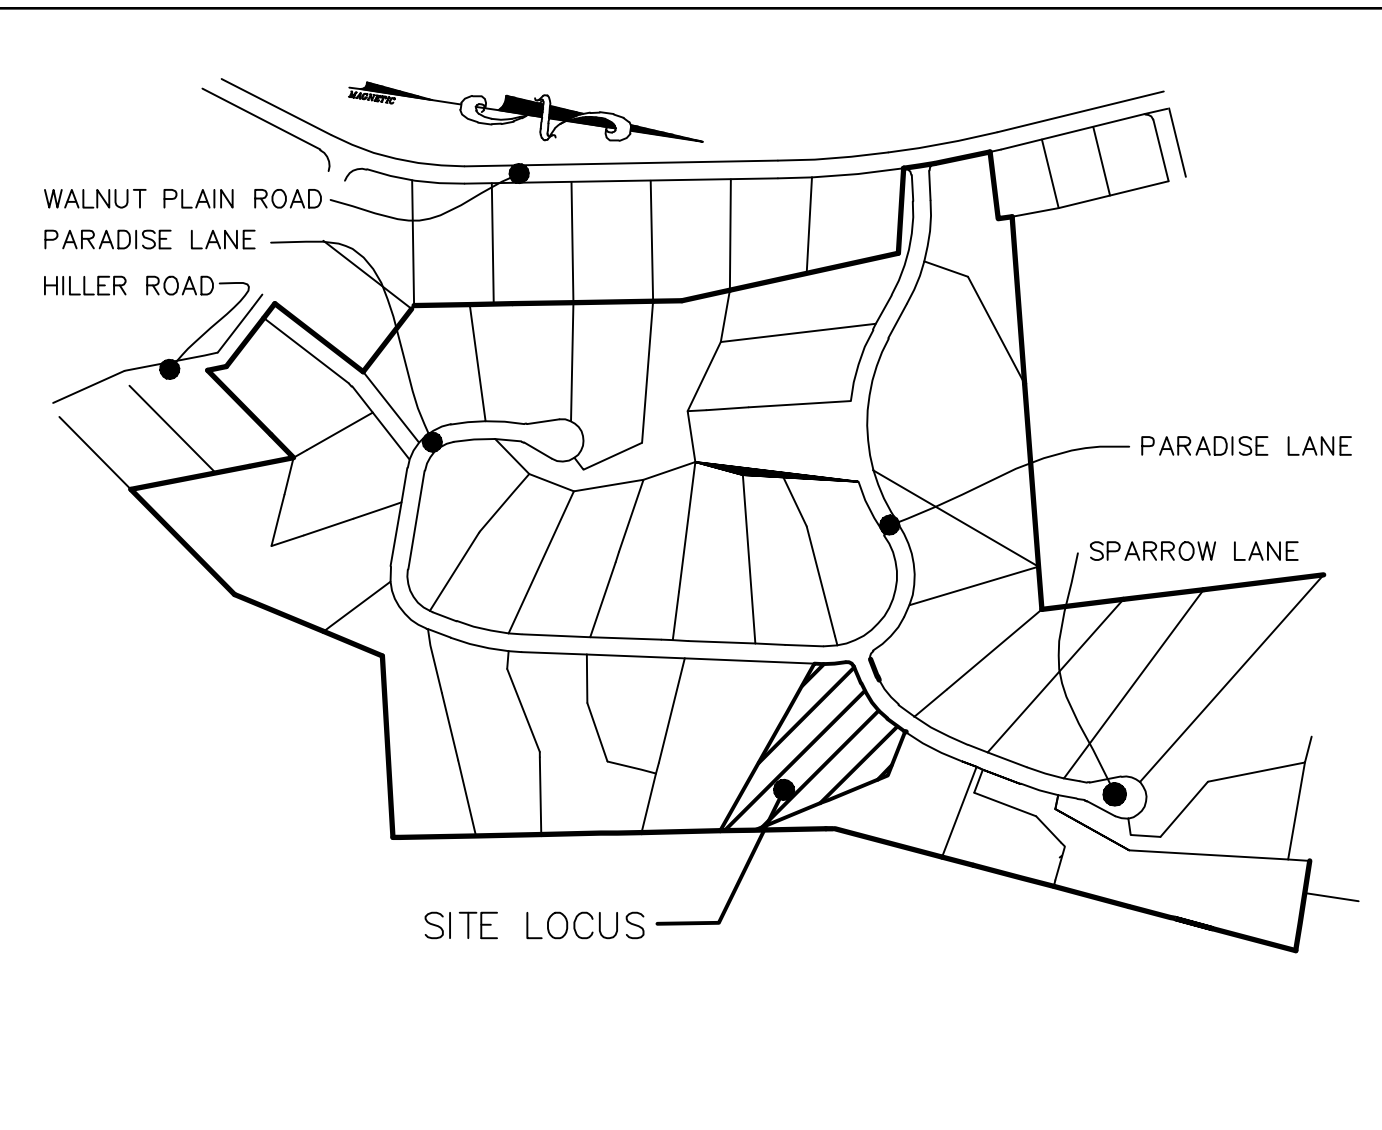 MAGNETIC
WALNUT PLAIN ROAD
PARADISE LANE
HILLER ROAD
PARADISE LANE
SPARROW LANE
SITE LOCUS